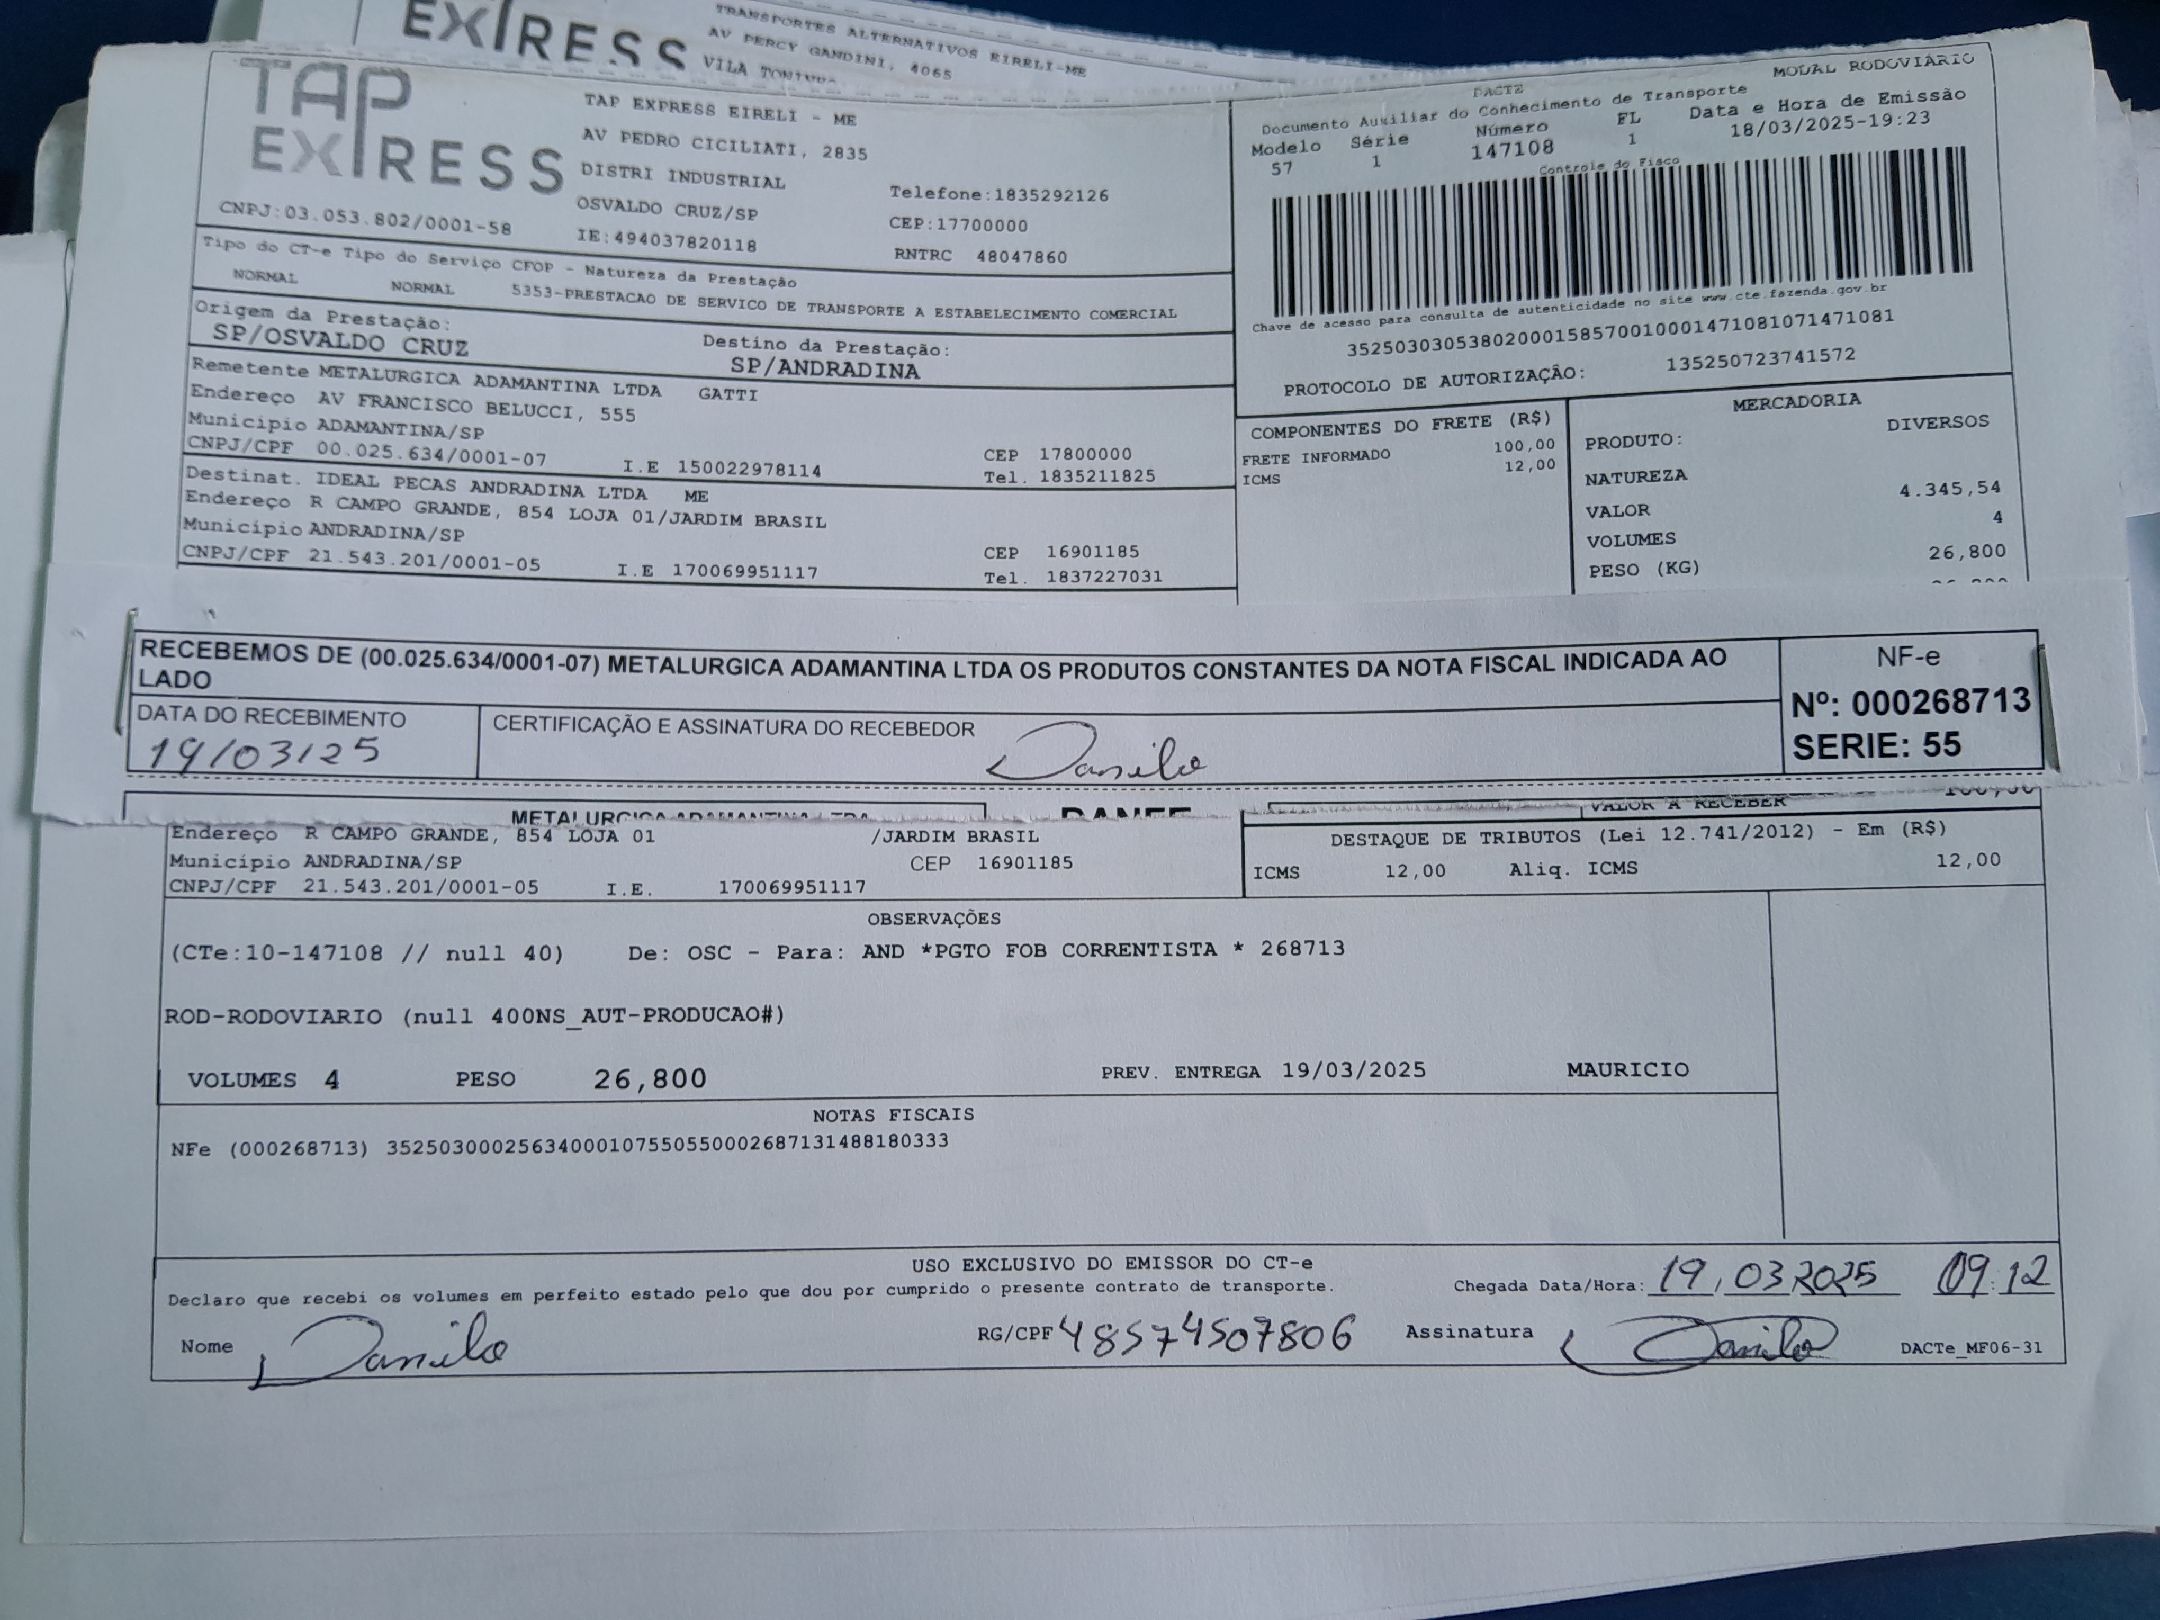 EXPRESS
TRANSPORTES ALTERNATIVOS EIRELI-ME
AV PERCY GANDINI, 4065
VILA
TAP
EXPRESS
CNPJ:03.053.802/0001-58
TAP EXPRESS EIRELI - ME
AV PEDRO CICILIATI, 2835
DISTRI INDUSTRIAL
OSVALDO CRUZ/SP
IE:494037820118
Telefone:1835292126
CEP:17700000
RNTRC 48047860
DACTE
MODAL RODOVIÁRIO
Documento Auxiliar do Conhecimento de Transporte
Modelo Série Número FL Data e Hora de Emissão
57 1 147108 1 18/03/2025-19:23
Controle do Fisco
Chave de acesso para consulta de autenticidade no site www.cte.fazenda.gov.br
35250303053802000158570010001471081071471081
PROTOCOLO DE AUTORIZAÇÃO: 135250723741572
Tipo do CT-e Tipo do Serviço CFOP - Natureza da Prestação
NORMAL NORMAL 5353-PRESTACAO DE SERVICO DE TRANSPORTE A ESTABELECIMENTO COMERCIAL
Origem da Prestação: Destino da Prestação:
SP/OSVALDO CRUZ SP/ANDRADINA
Remetente METALURGICA ADAMANTINA LTDA GATTI
Endereço AV FRANCISCO BELUCCI, 555
Município ADAMANTINA/SP CEP 17800000
CNPJ/CPF 00.025.634/0001-07 I.E 150022978114 Tel. 1835211825
Destinat. IDEAL PECAS ANDRADINA LTDA ME
Endereço R CAMPO GRANDE, 854 LOJA 01/JARDIM BRASIL
Município ANDRADINA/SP CEP 16901185
CNPJ/CPF 21.543.201/0001-05 I.E 170069951117 Tel. 1837227031
COMPONENTES DO FRETE (R$)
FRETE INFORMADO 100,00
ICMS 12,00
MERCADORIA
PRODUTO: DIVERSOS
NATUREZA
VALOR 4.345,54
VOLUMES 4
PESO (KG) 26,800
RECEBEMOS DE (00.025.634/0001-07) METALURGICA ADAMANTINA LTDA OS PRODUTOS CONSTANTES DA NOTA FISCAL INDICADA AO
LADO
DATA DO RECEBIMENTO
19/03/25
CERTIFICAÇÃO E ASSINATURA DO RECEBEDOR
Danilo
NF-e
Nº: 000268713
SERIE: 55
METALURGICA ADAMANTINA LTDA
DANFE
VALOR A RECEBER
Endereço R CAMPO GRANDE, 854 LOJA 01 /JARDIM BRASIL
Município ANDRADINA/SP CEP 16901185
CNPJ/CPF 21.543.201/0001-05 I.E. 170069951117
DESTAQUE DE TRIBUTOS (Lei 12.741/2012) - Em (R$)
ICMS 12,00 Aliq. ICMS 12,00
OBSERVAÇÕES
(CTe:10-147108 // null 40) De: OSC - Para: AND *PGTO FOB CORRENTISTA * 268713
ROD-RODOVIARIO (null 400NS_AUT-PRODUCAO#)
VOLUMES 4 PESO 26,800 PREV. ENTREGA 19/03/2025 MAURICIO
NOTAS FISCAIS
NFe (000268713) 35250300025634000107550550002687131488180333
USO EXCLUSIVO DO EMISSOR DO CT-e
Declaro que recebi os volumes em perfeito estado pelo que dou por cumprido o presente contrato de transporte.
Chegada Data/Hora: 19/03/2025 09:12
Nome Danilo RG/CPF 48574507806 Assinatura Danilo DACTe_MF06-31